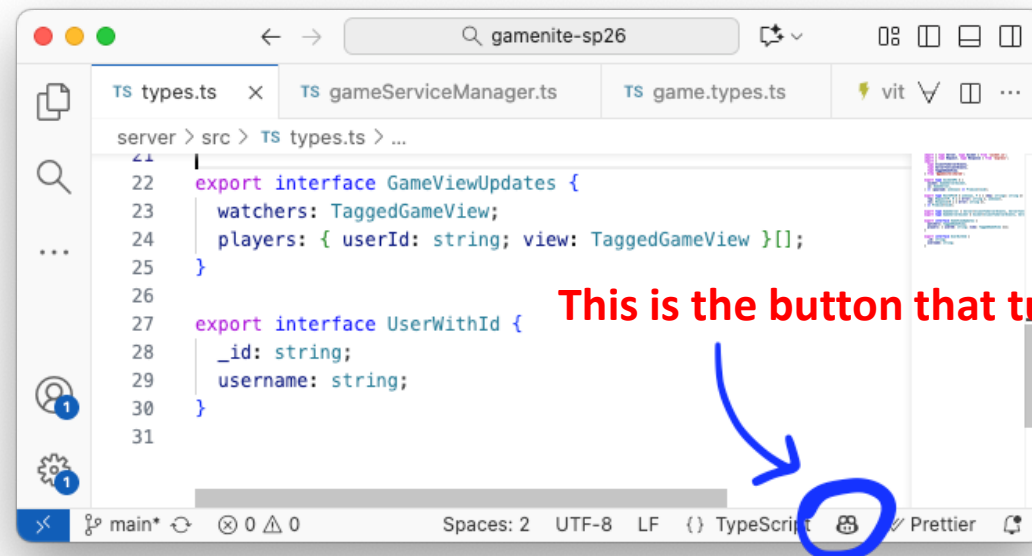 gamenite-sp26
TS types.ts
TS gameServiceManager.ts
TS game.types.ts
vit
server > src > TS types.ts > ...
21
22 export interface GameViewUpdates {
23 watchers: TaggedGameView;
24 players: { userId: string; view: TaggedGameView }[];
25 }
26
This is the button that
27 export interface UserWithId {
28 _id: string;
29 username: string;
30 }
31
1
1
main* 0 0 Spaces: 2 UTF-8 LF {} TypeScript Prettier